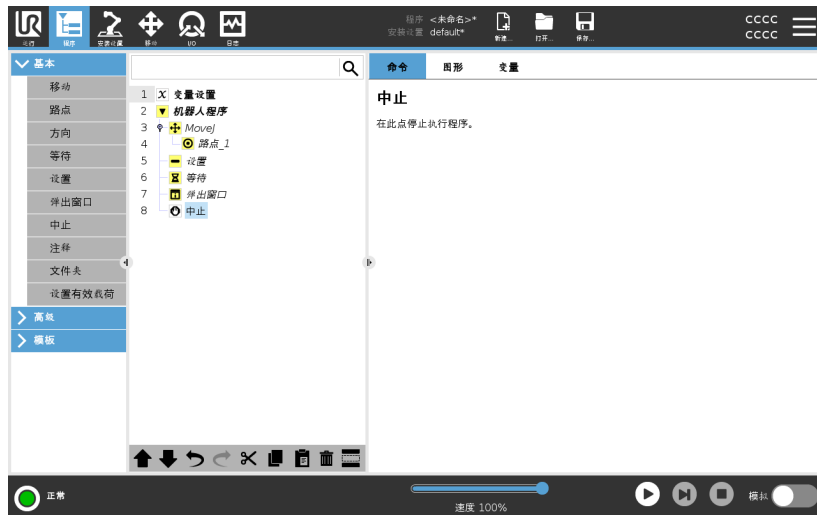 程序 <未命名>*
安装设置 default*
CCCC
CCCC
运行
程序
安装设置
移动
I/O
日志
新建...
打开...
保存...
基本
移动
路点
方向
等待
设置
弹出窗口
中止
注释
文件夹
设置有效载荷
高级
模板
1 X 变量设置
2 机器人程序
3 MoveJ
4 路点_1
5 设置
6 等待
7 弹出窗口
8 中止
命令 图形 变量
中止
在此点停止执行程序。
正常
速度 100%
模拟